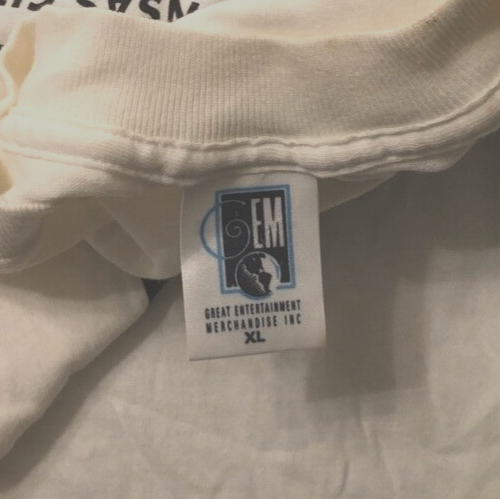 GEM
GREAT ENTERTAINMENT
MERCHANDISE INC
XL